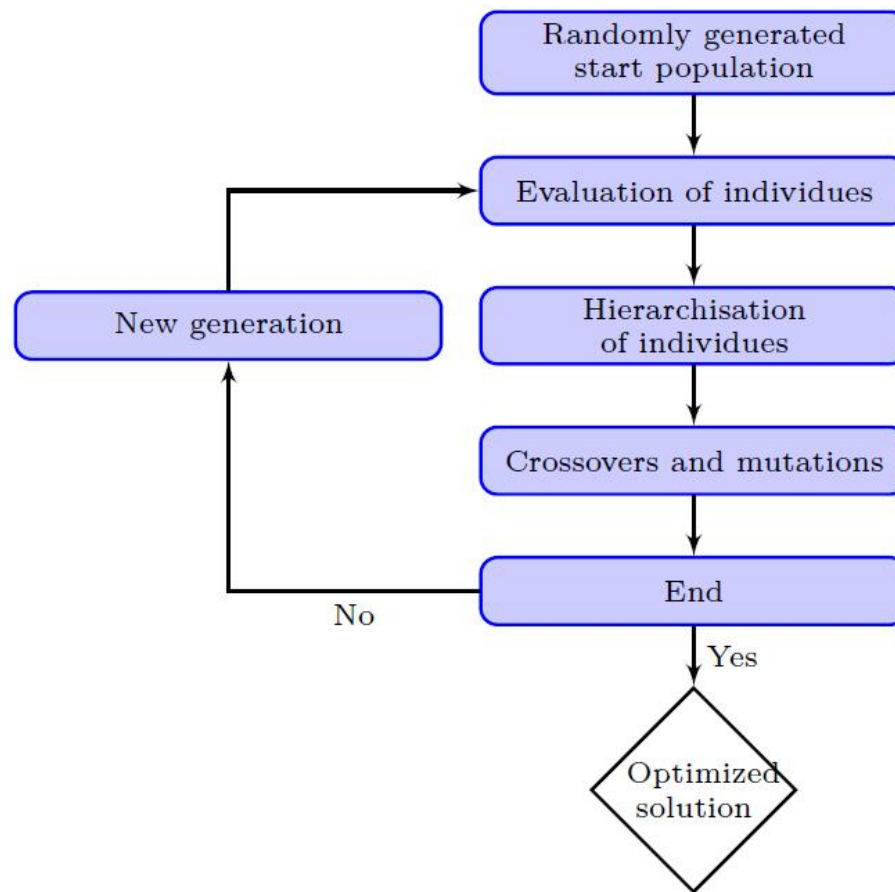 Randomly generated
start population
Evaluation of individues
Hierarchisation
of individues
New generation
Crossovers and mutations
End
No
Yes
Optimized
solution